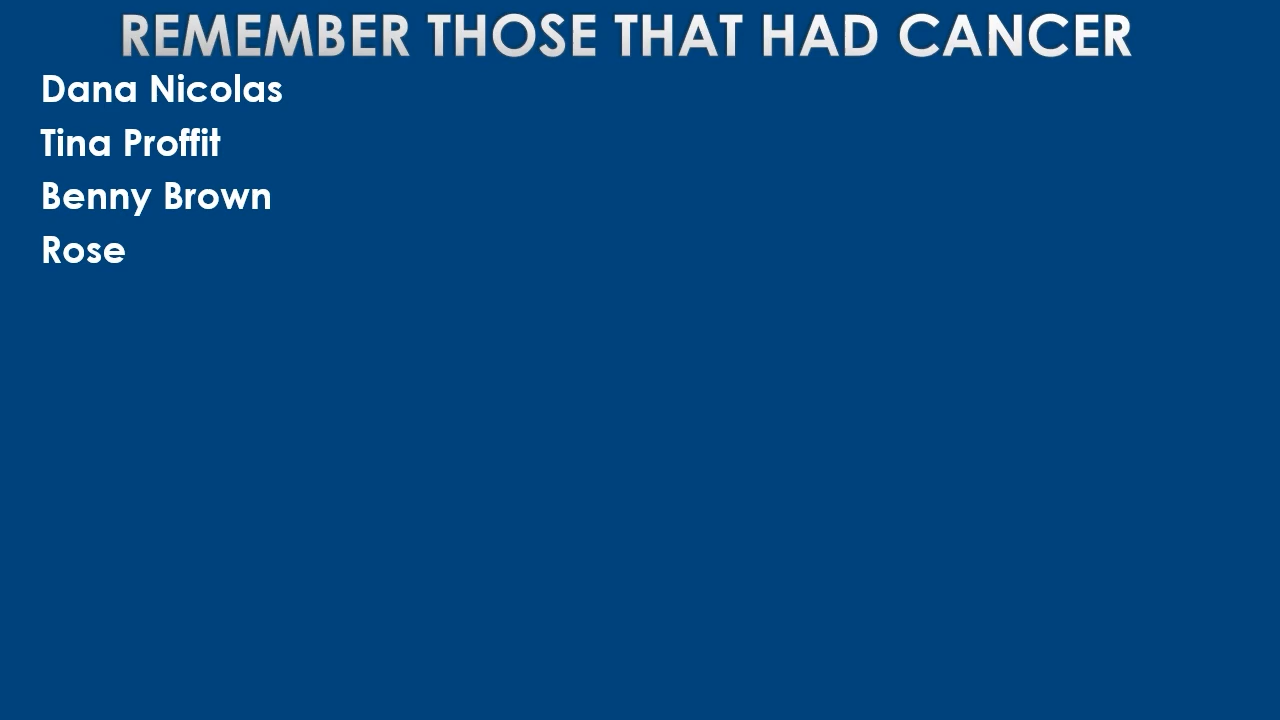 REMEMBER THOSE THAT HAD CANCER
Dana Nicolas
Tina Proffit
Benny Brown
Rose